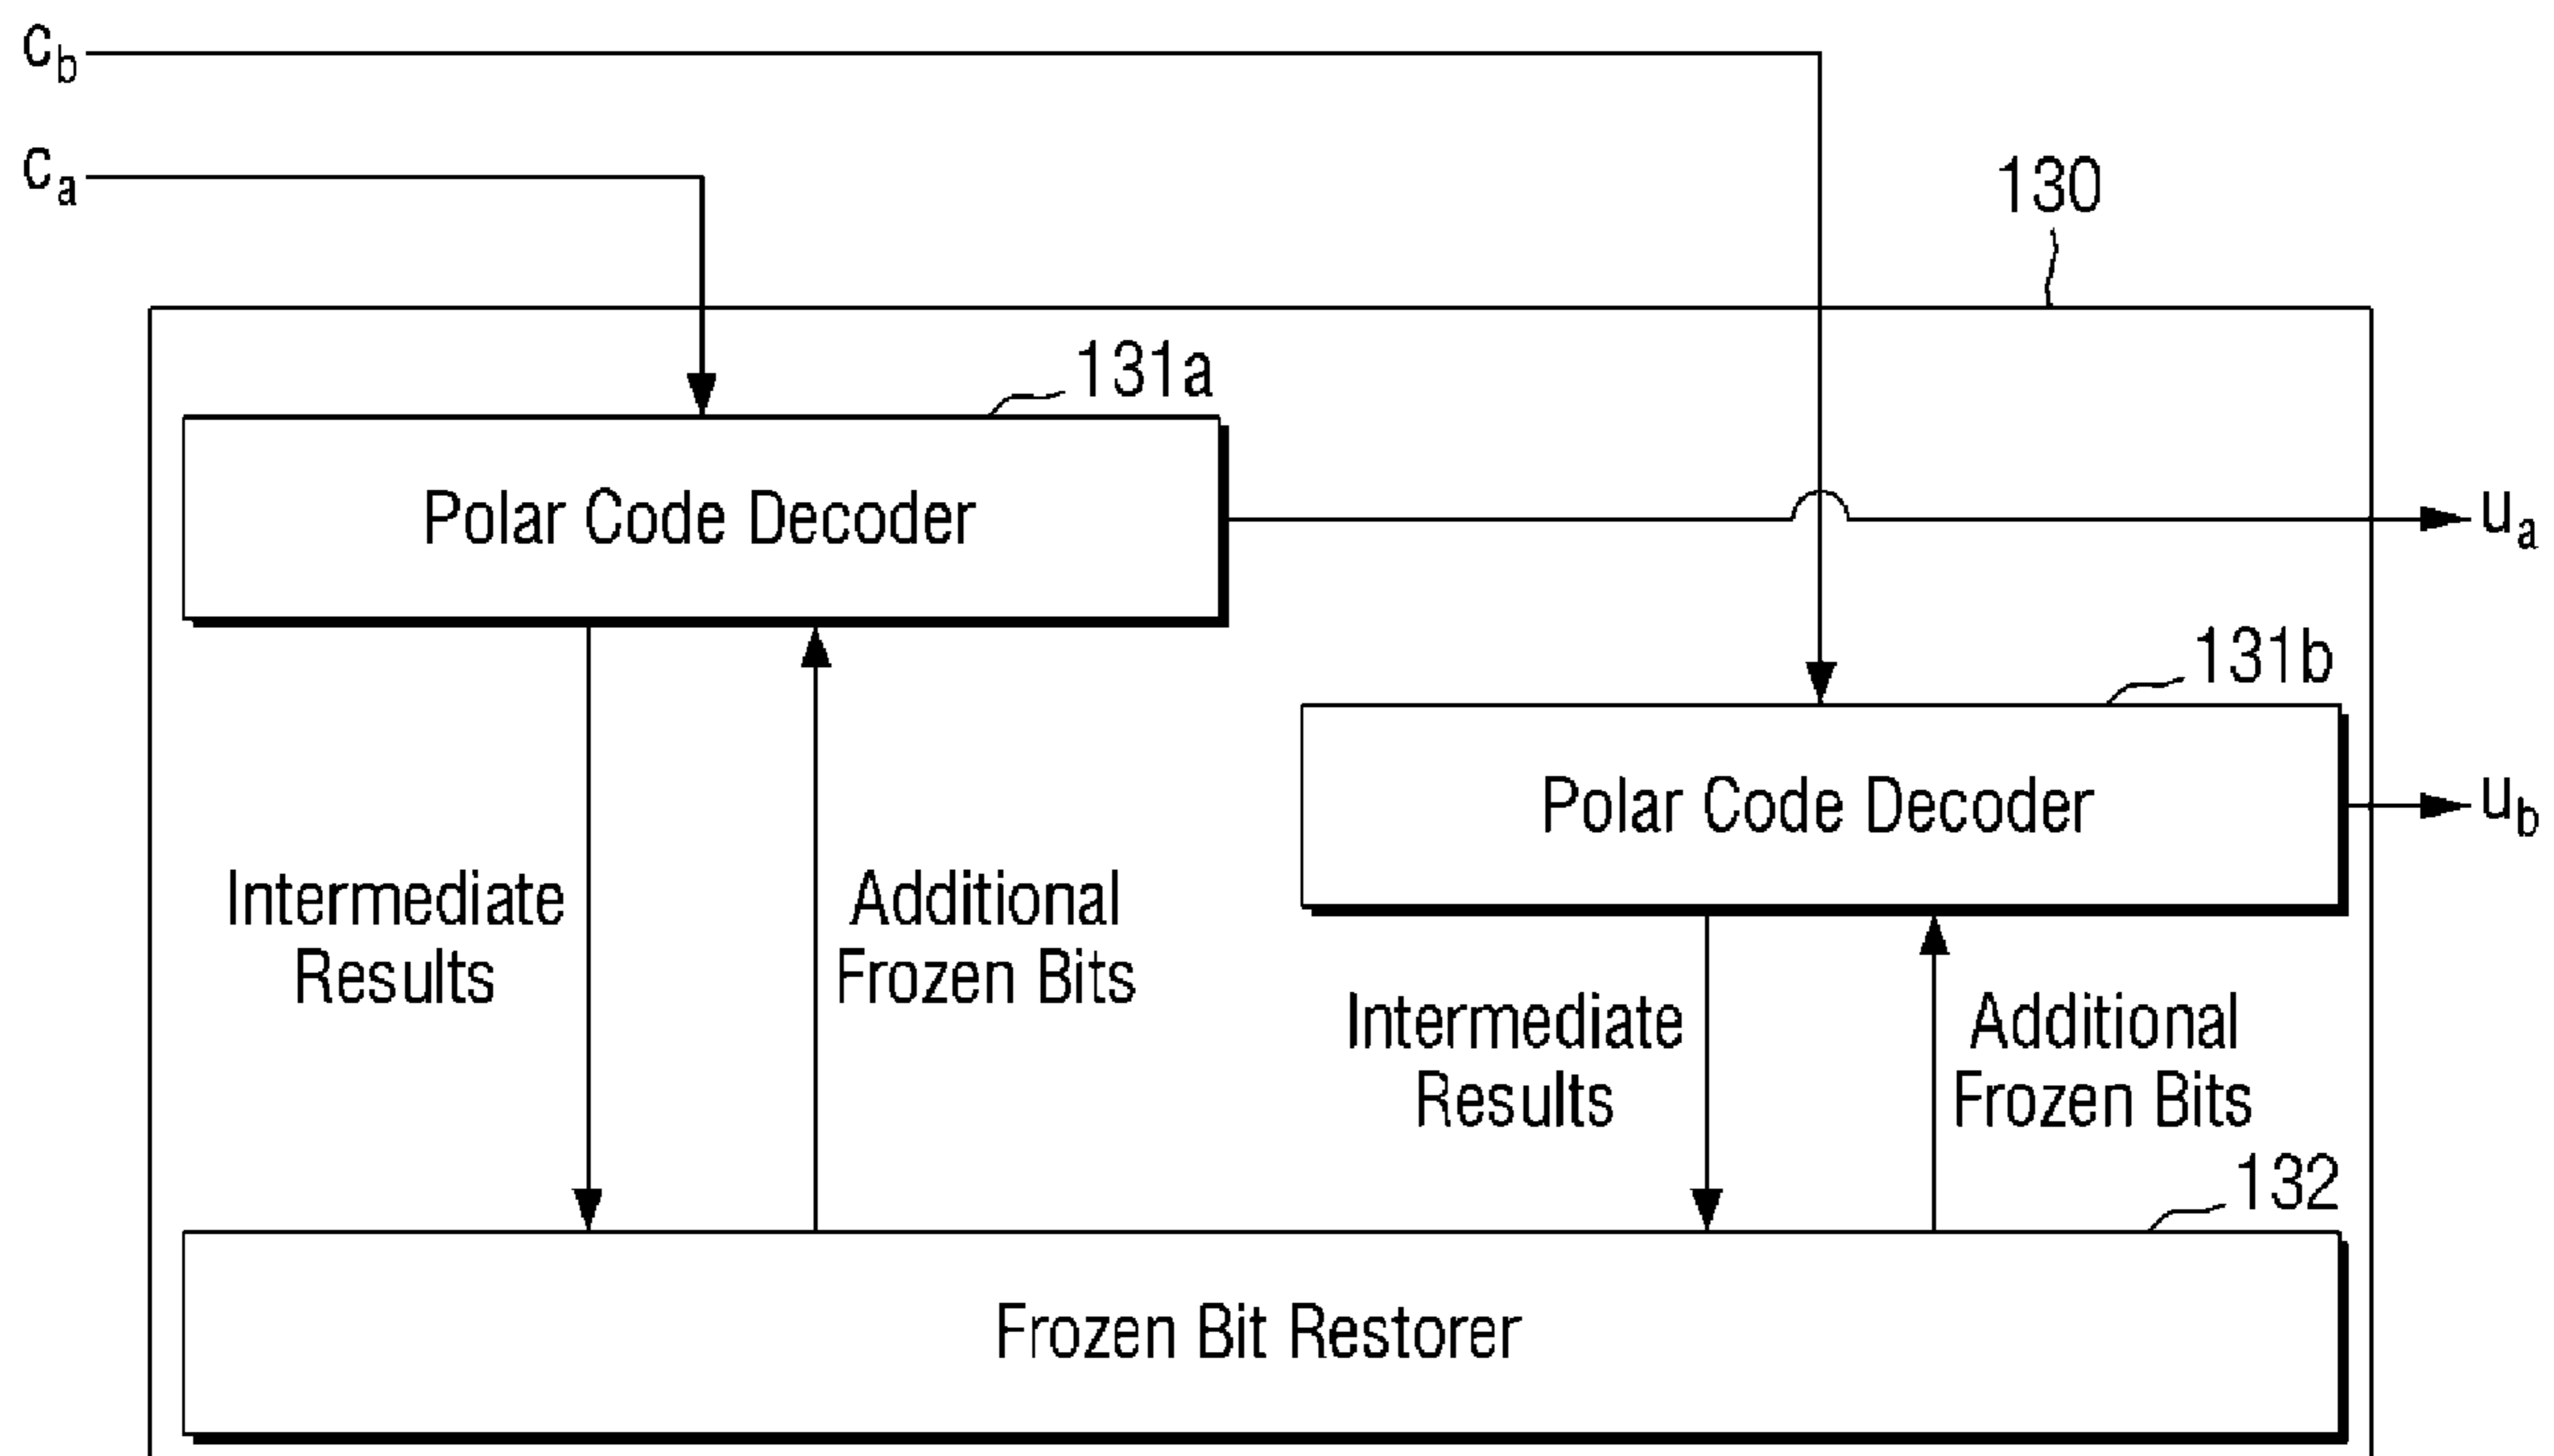 c_b
c_a
130
131a
Polar Code Decoder
u_a
131b
Polar Code Decoder
u_b
Intermediate
Results
Additional
Frozen Bits
Intermediate
Results
Additional
Frozen Bits
132
Frozen Bit Restorer